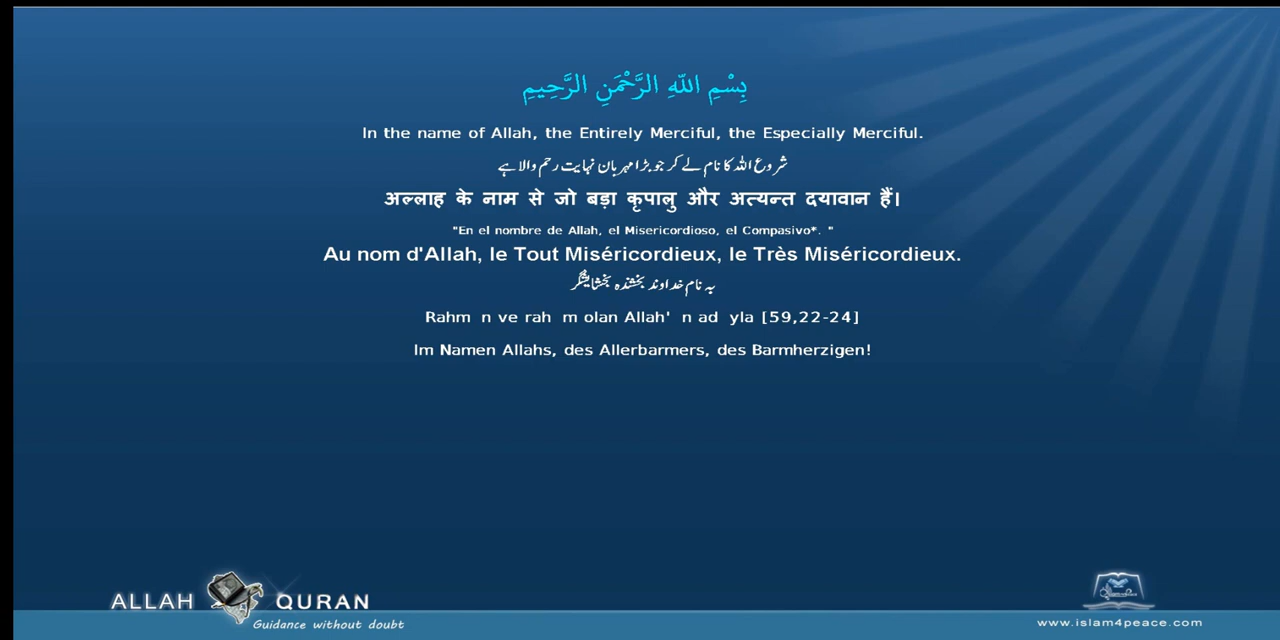 بِسْمِ اللّٰهِ الرَّحْمَنِ الرَّحِيمِ
In the name of Allah, the Entirely Merciful, the Especially Merciful.
شروع الله کا نام لے کر جو بڑا مہربان نہایت رحم والا ہے
अल्लाह के नाम से जो बड़ा कृपालु और अत्यन्त दयावान हैं।
"En el nombre de Allah, el Misericordioso, el Compasivo*. "
Au nom d'Allah, le Tout Miséricordieux, le Très Miséricordieux.
به نام خداوند بخشنده بخشایشگر
Rahm n ve rah m olan Allah' n ad yla [59,22-24]
Im Namen Allahs, des Allerbarmers, des Barmherzigen!
ALLAH QURAN
Guidance without doubt
www.islam4peace.com